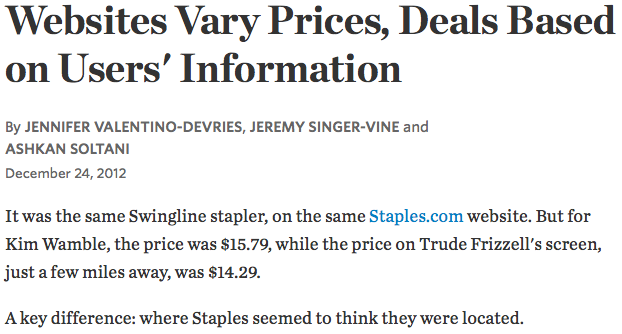 Websites Vary Prices, Deals Based
on Users' Information
By JENNIFER VALENTINO-DEVRIES, JEREMY SINGER-VINE and
ASHKAN SOLTANI
December 24, 2012
It was the same Swingline stapler, on the same Staples.com website. But for
Kim Wamble, the price was $15.79, while the price on Trude Frizzell's screen,
just a few miles away, was $14.29.
A key difference: where Staples seemed to think they were located.